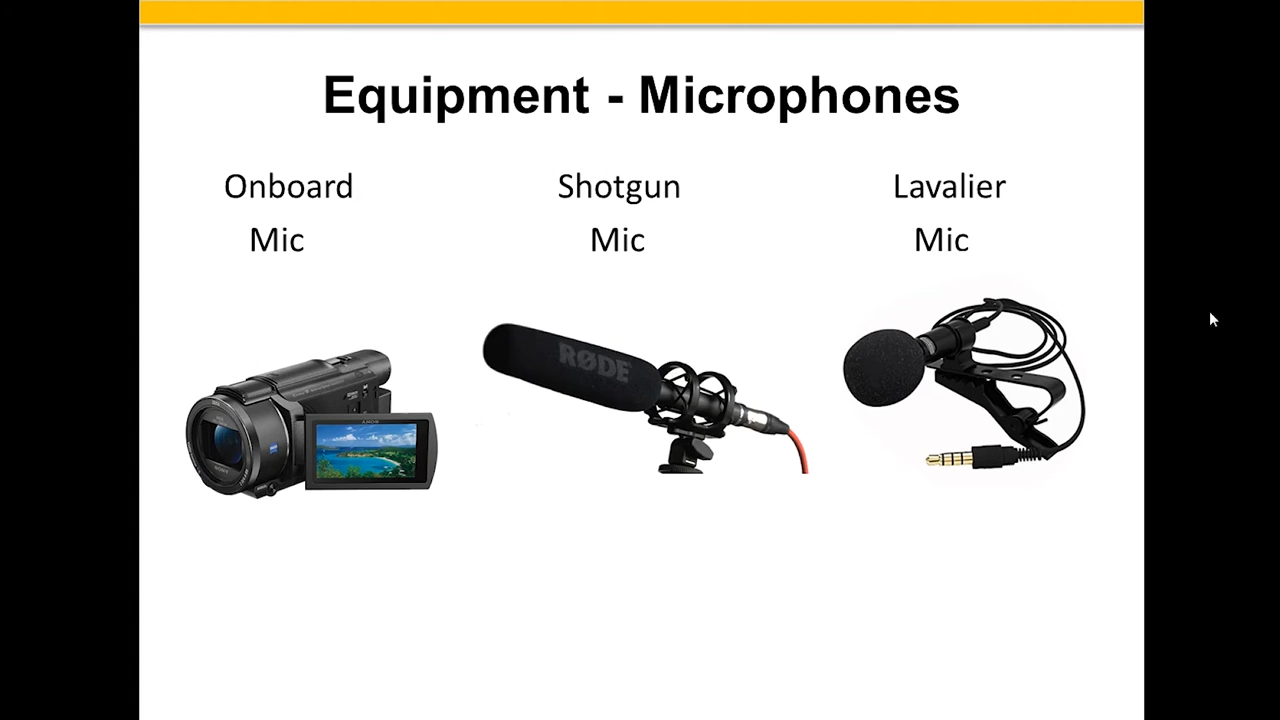 Equipment - Microphones
Onboard
Mic
Shotgun
Mic
Lavalier
Mic
RØDE
SONY